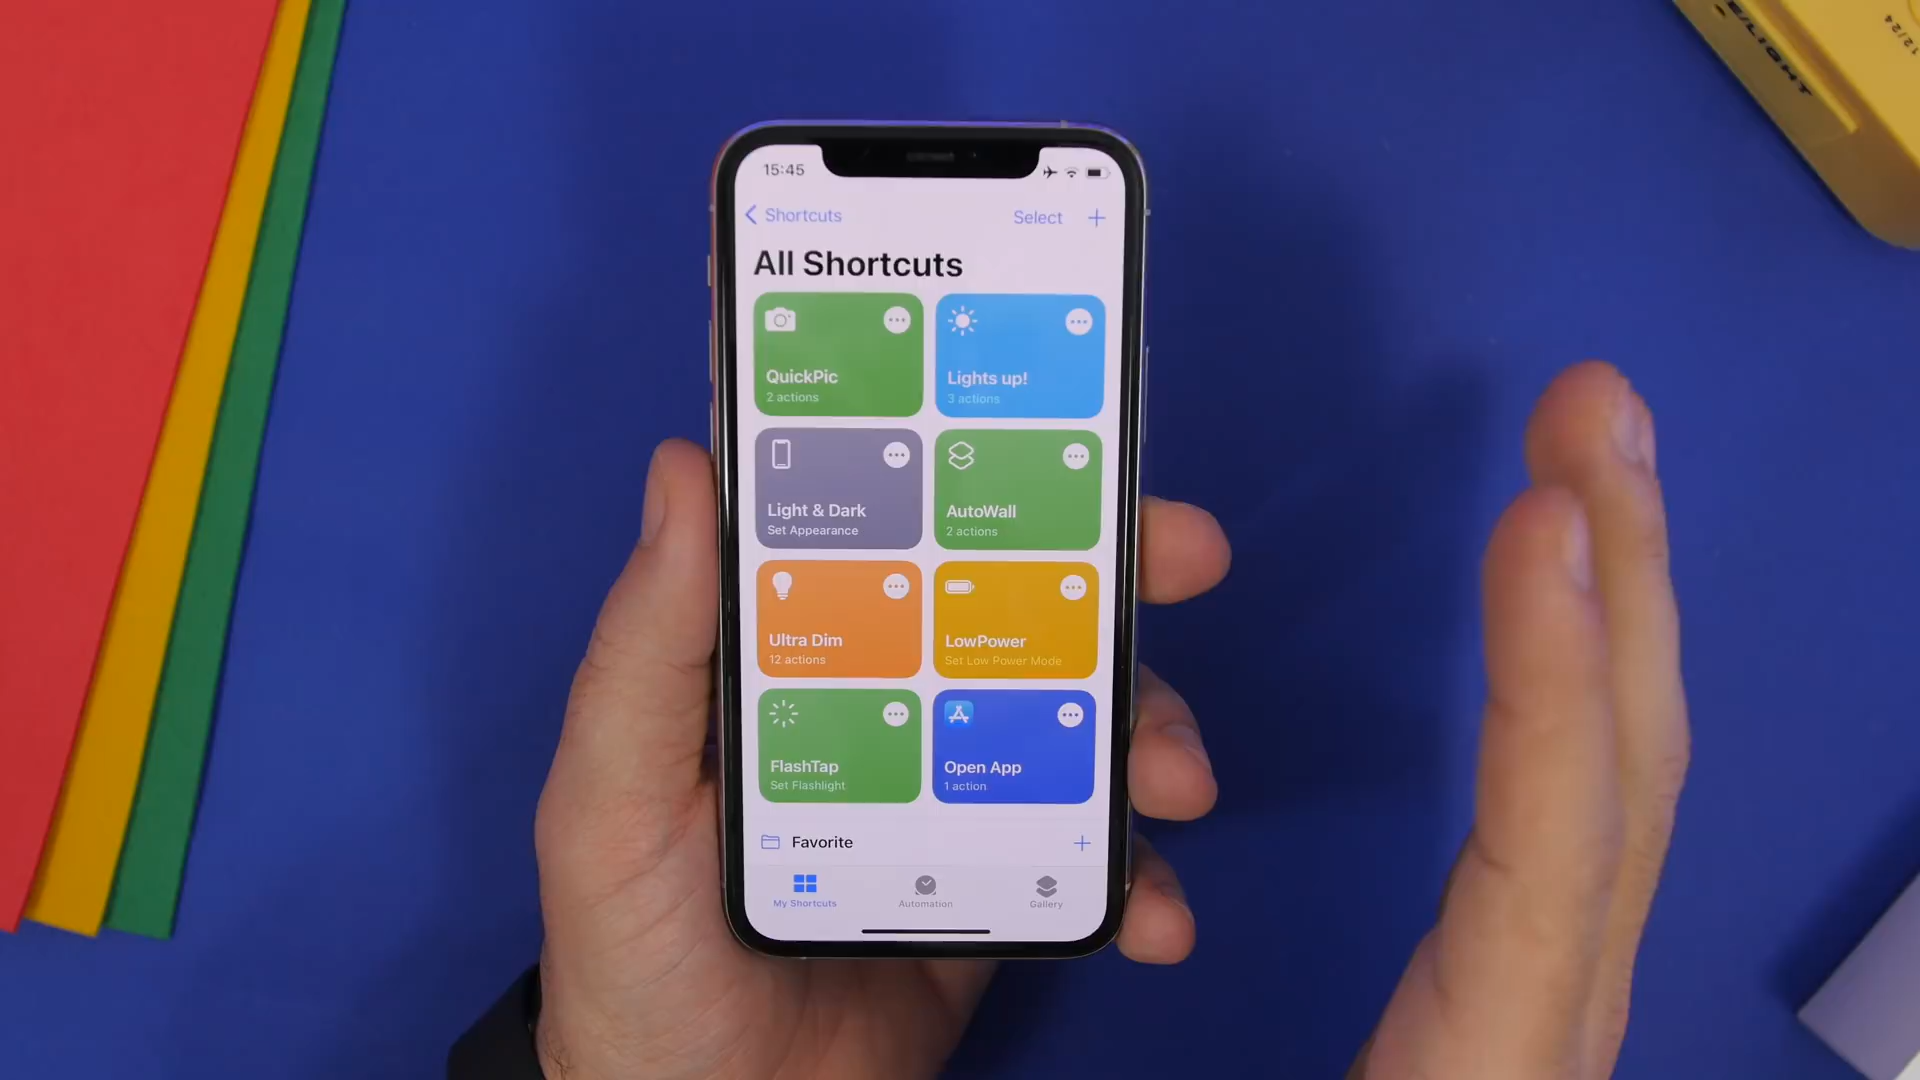 12/24
15:45
Shortcuts
Select
All Shortcuts
QuickPic
2 actions
Lights up!
3 actions
Light & Dark
Set Appearance
AutoWall
2 actions
Ultra Dim
12 actions
LowPower
Set Low Power Mode
FlashTap
Set Flashlight
Open App
1 action
Favorite
My Shortcuts
Automation
Gallery